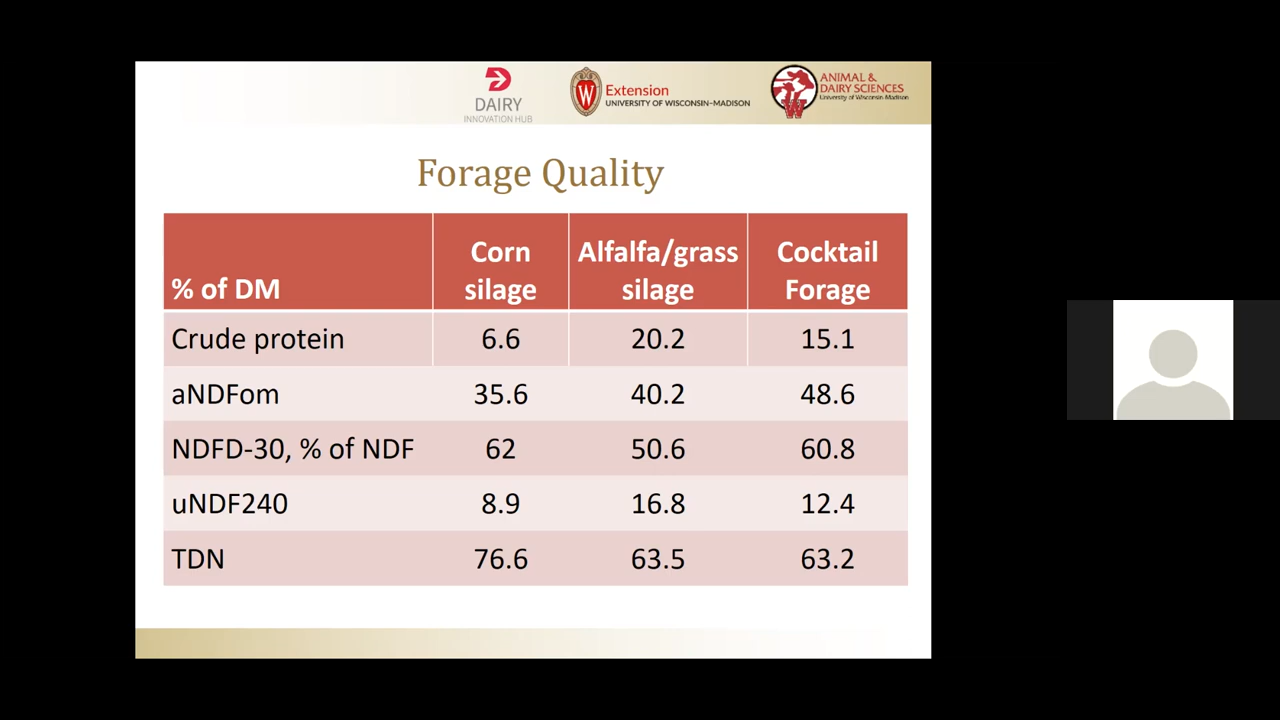 DAIRY
INNOVATION HUB
W
Extension
UNIVERSITY OF WISCONSIN–MADISON
ANIMAL &
DAIRY SCIENCES
University of Wisconsin-Madison
W
Forage Quality
% of DM Corn silage Alfalfa/grass silage Cocktail Forage
Crude protein 6.6 20.2 15.1
aNDFom 35.6 40.2 48.6
NDFD-30, % of NDF 62 50.6 60.8
uNDF240 8.9 16.8 12.4
TDN 76.6 63.5 63.2